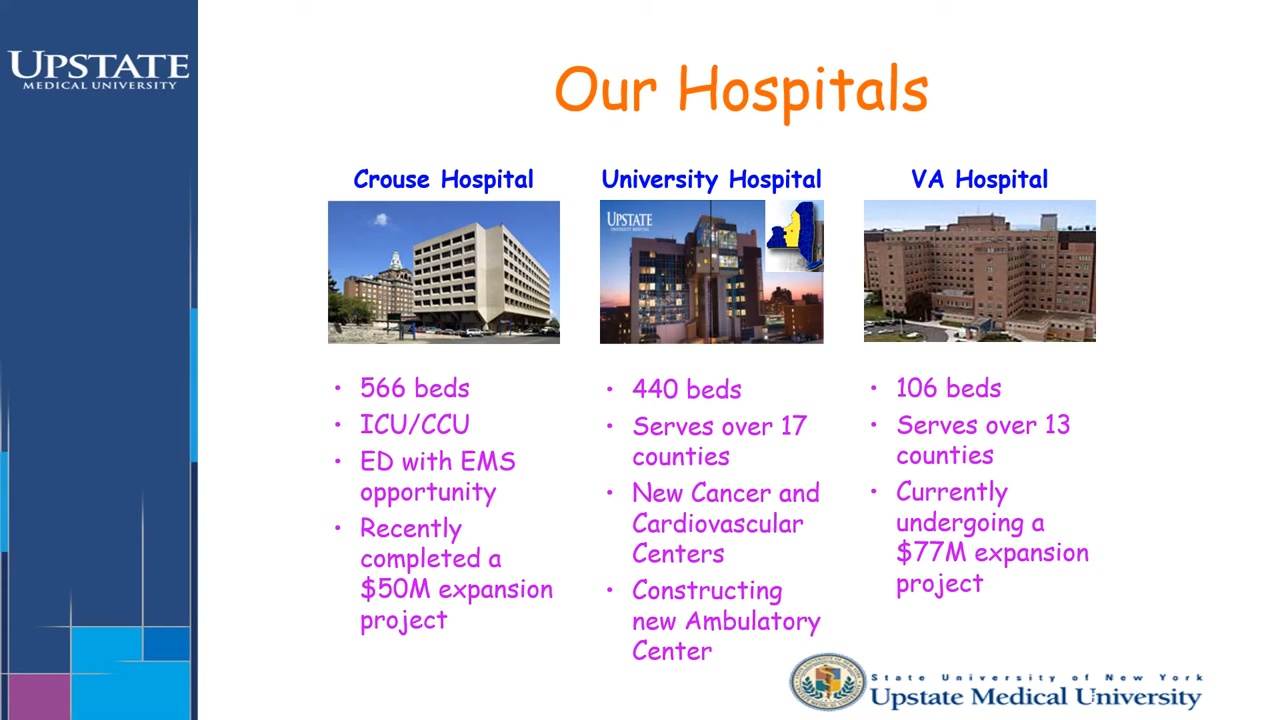 UPSTATE
MEDICAL UNIVERSITY
Our Hospitals
Crouse Hospital
• 566 beds
• ICU/CCU
• ED with EMS
opportunity
• Recently
completed a
$50M expansion
project
University Hospital
UPSTATE
UNIVERSITY HOSPITAL
• 440 beds
• Serves over 17
counties
• New Cancer and
Cardiovascular
Centers
• Constructing
new Ambulatory
Center
VA Hospital
• 106 beds
• Serves over 13
counties
• Currently
undergoing a
$77M expansion
project
State University of New York
Upstate Medical University